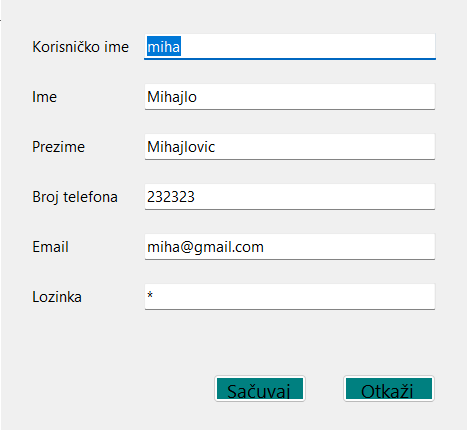 Korisničko ime miha
Ime Mihajlo
Prezime Mihajlovic
Broj telefona 232323
Email miha@gmail.com
Lozinka *
Sačuvaj Otkaži